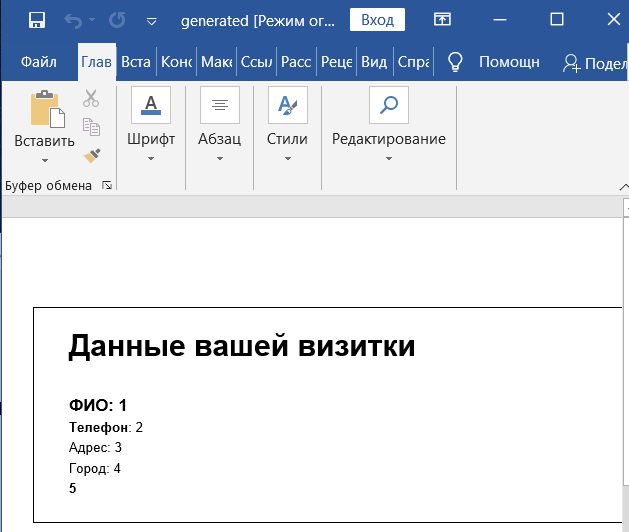 generated [Режим ог...
Вход
Файл Глав Вста Конс Мак Ссыл Расс Реце Вид Спра Помощн Подел
Вставить
Шрифт
Абзац
Стили
Редактирование
Буфер обмена
Данные вашей визитки
ФИО: 1
Телефон: 2
Адрес: 3
Город: 4
5